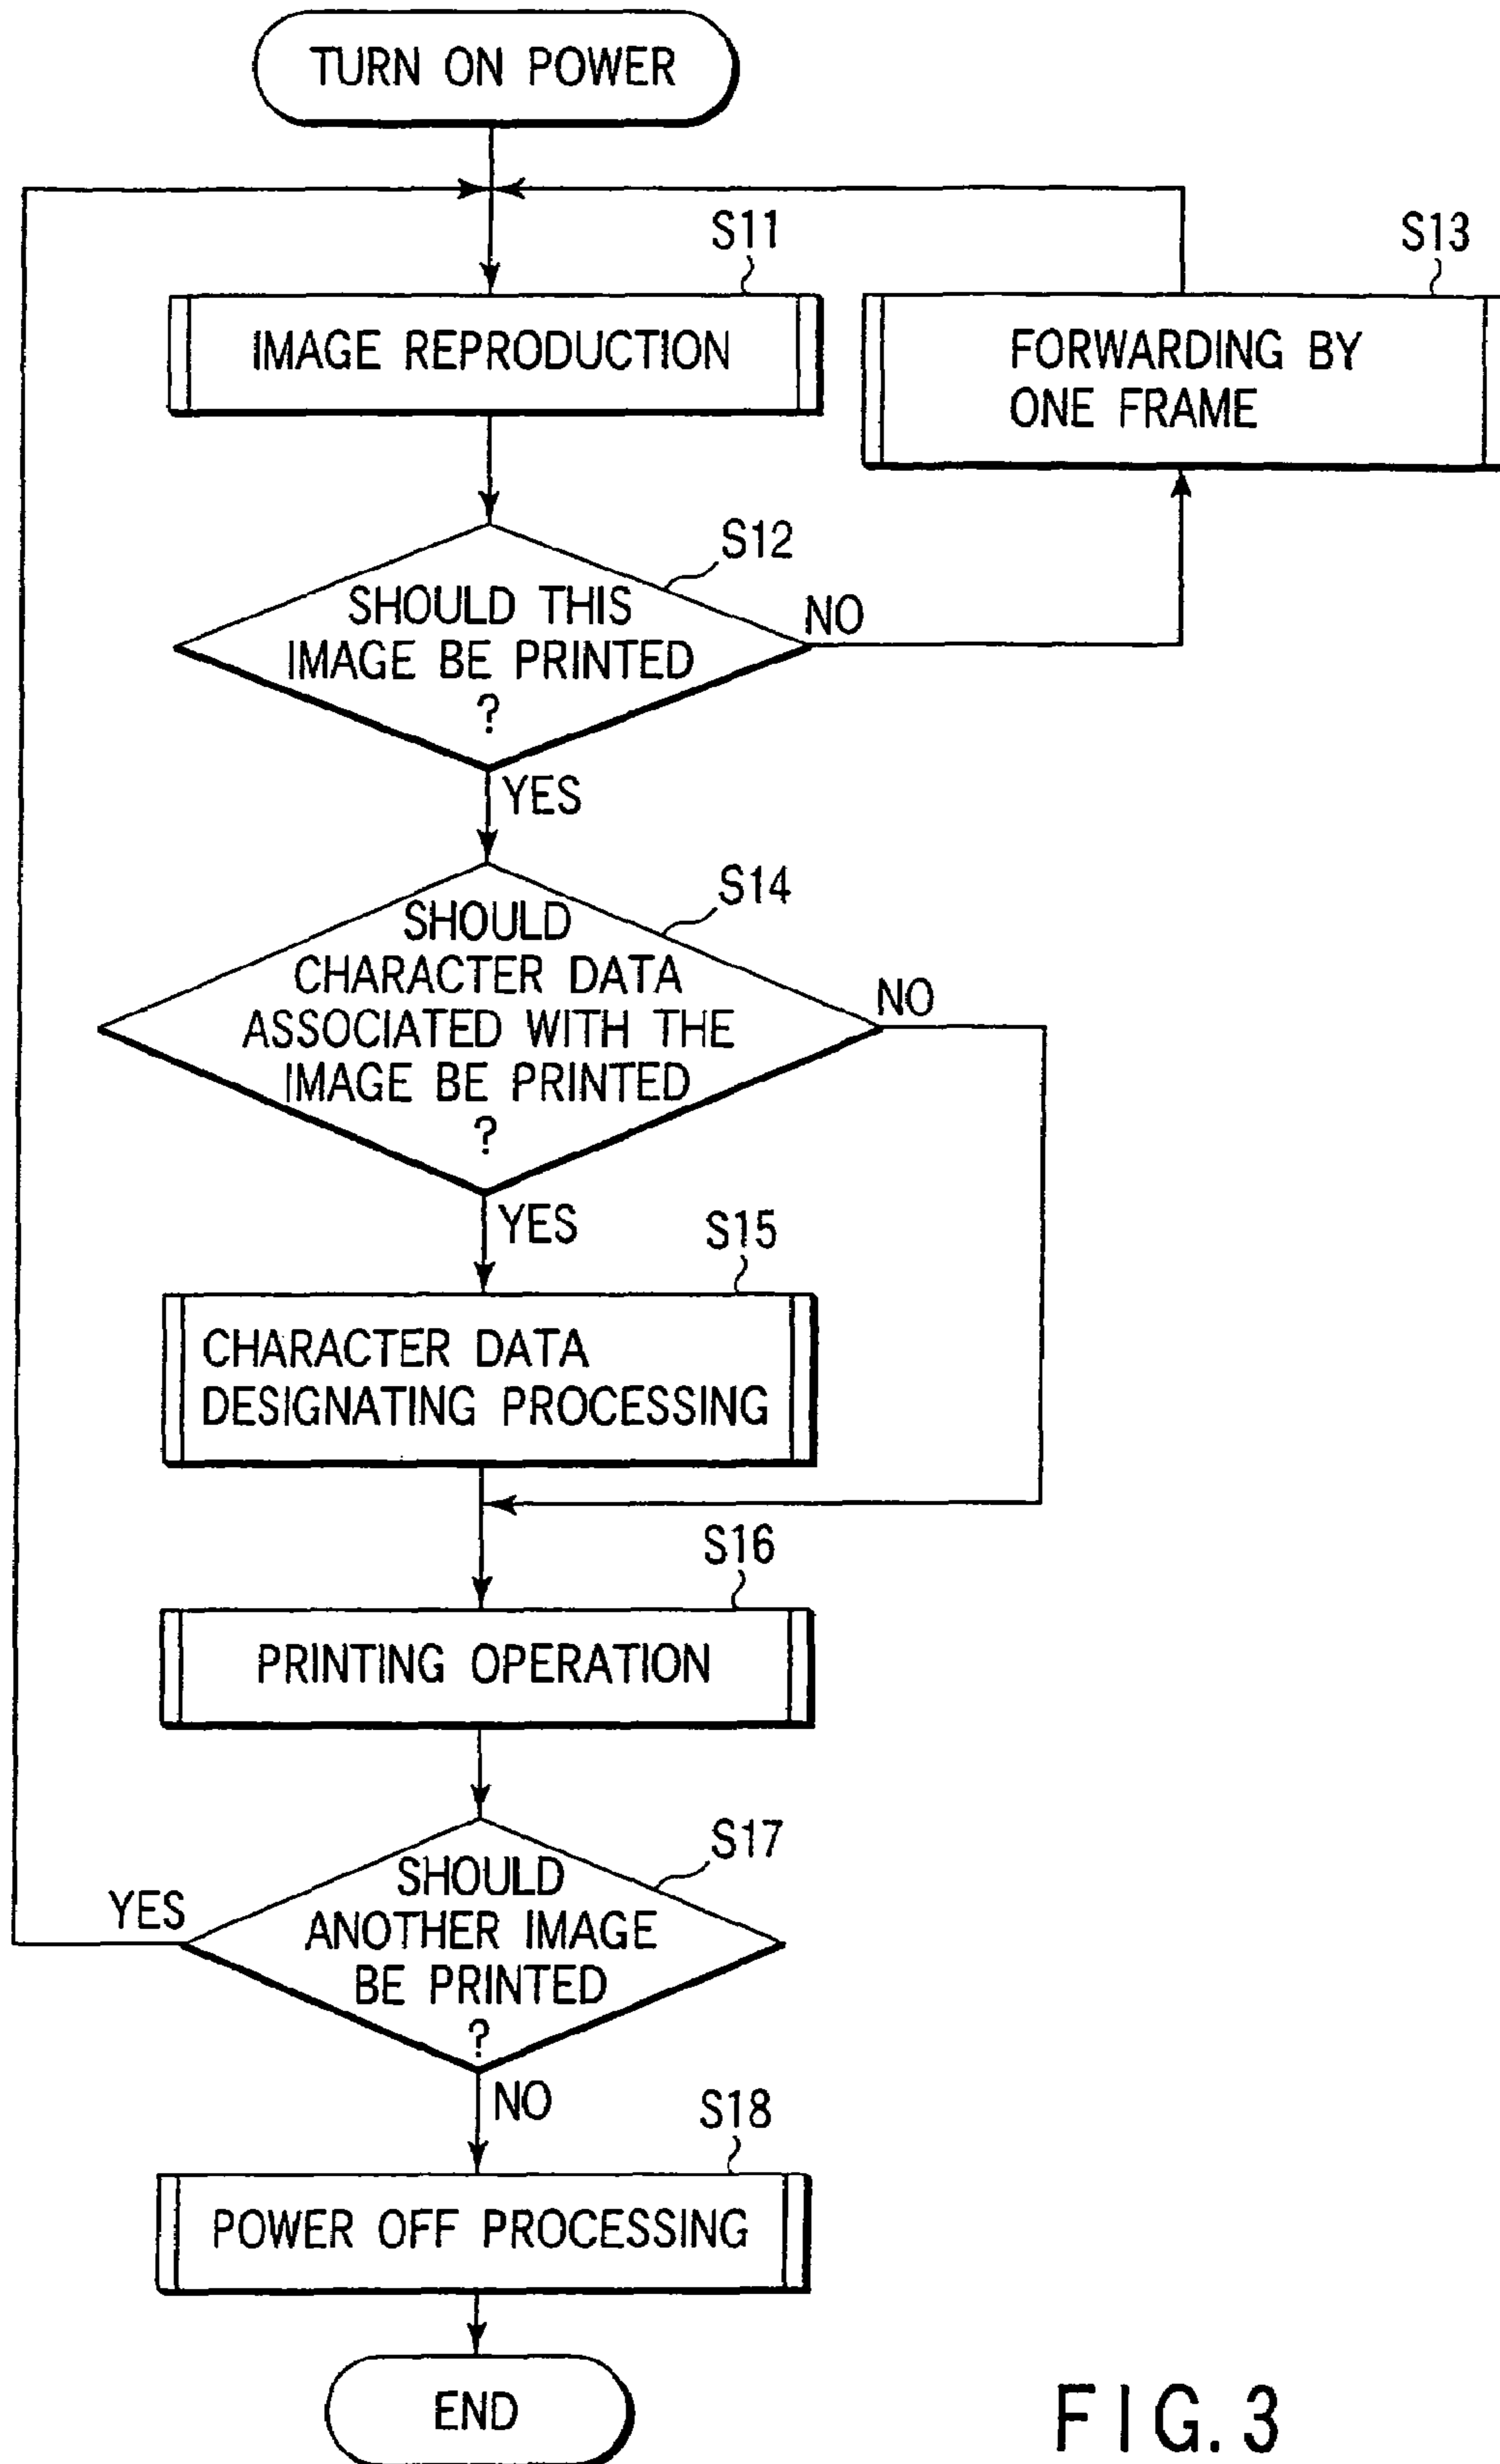 TURN ON POWER
S11
IMAGE REPRODUCTION
S13
FORWARDING BY
ONE FRAME
S12
SHOULD THIS
IMAGE BE PRINTED
?
NO
YES
S14
SHOULD
CHARACTER DATA
ASSOCIATED WITH THE
IMAGE BE PRINTED
?
NO
YES
S15
CHARACTER DATA
DESIGNATING PROCESSING
S16
PRINTING OPERATION
S17
SHOULD
ANOTHER IMAGE
BE PRINTED
?
YES
NO
S18
POWER OFF PROCESSING
END
FIG. 3